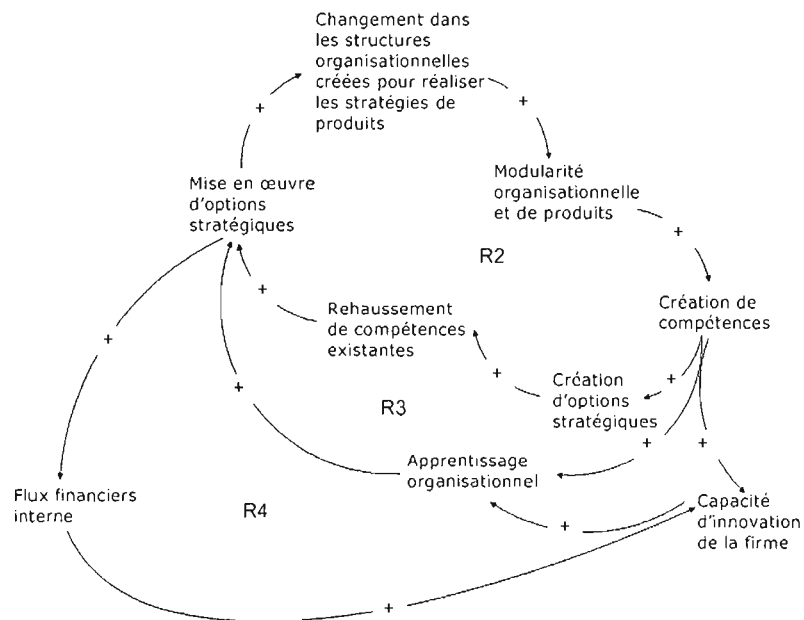 Changement dans
les structures
organisationnelles
créées pour réaliser
les stratégies de
produits
+
+
Mise en œuvre
d'options
stratégiques
Modularité
organisationnelle
et de produits
+
R2
+
Rehaussement
de compétences
existantes
Création de
compétences
+
+
+
Création
d'options
stratégiques
+
+
R3
+
+
Apprentissage
organisationnel
Flux financiers
interne
R4
+
Capacité
d'innovation
de la firme
+